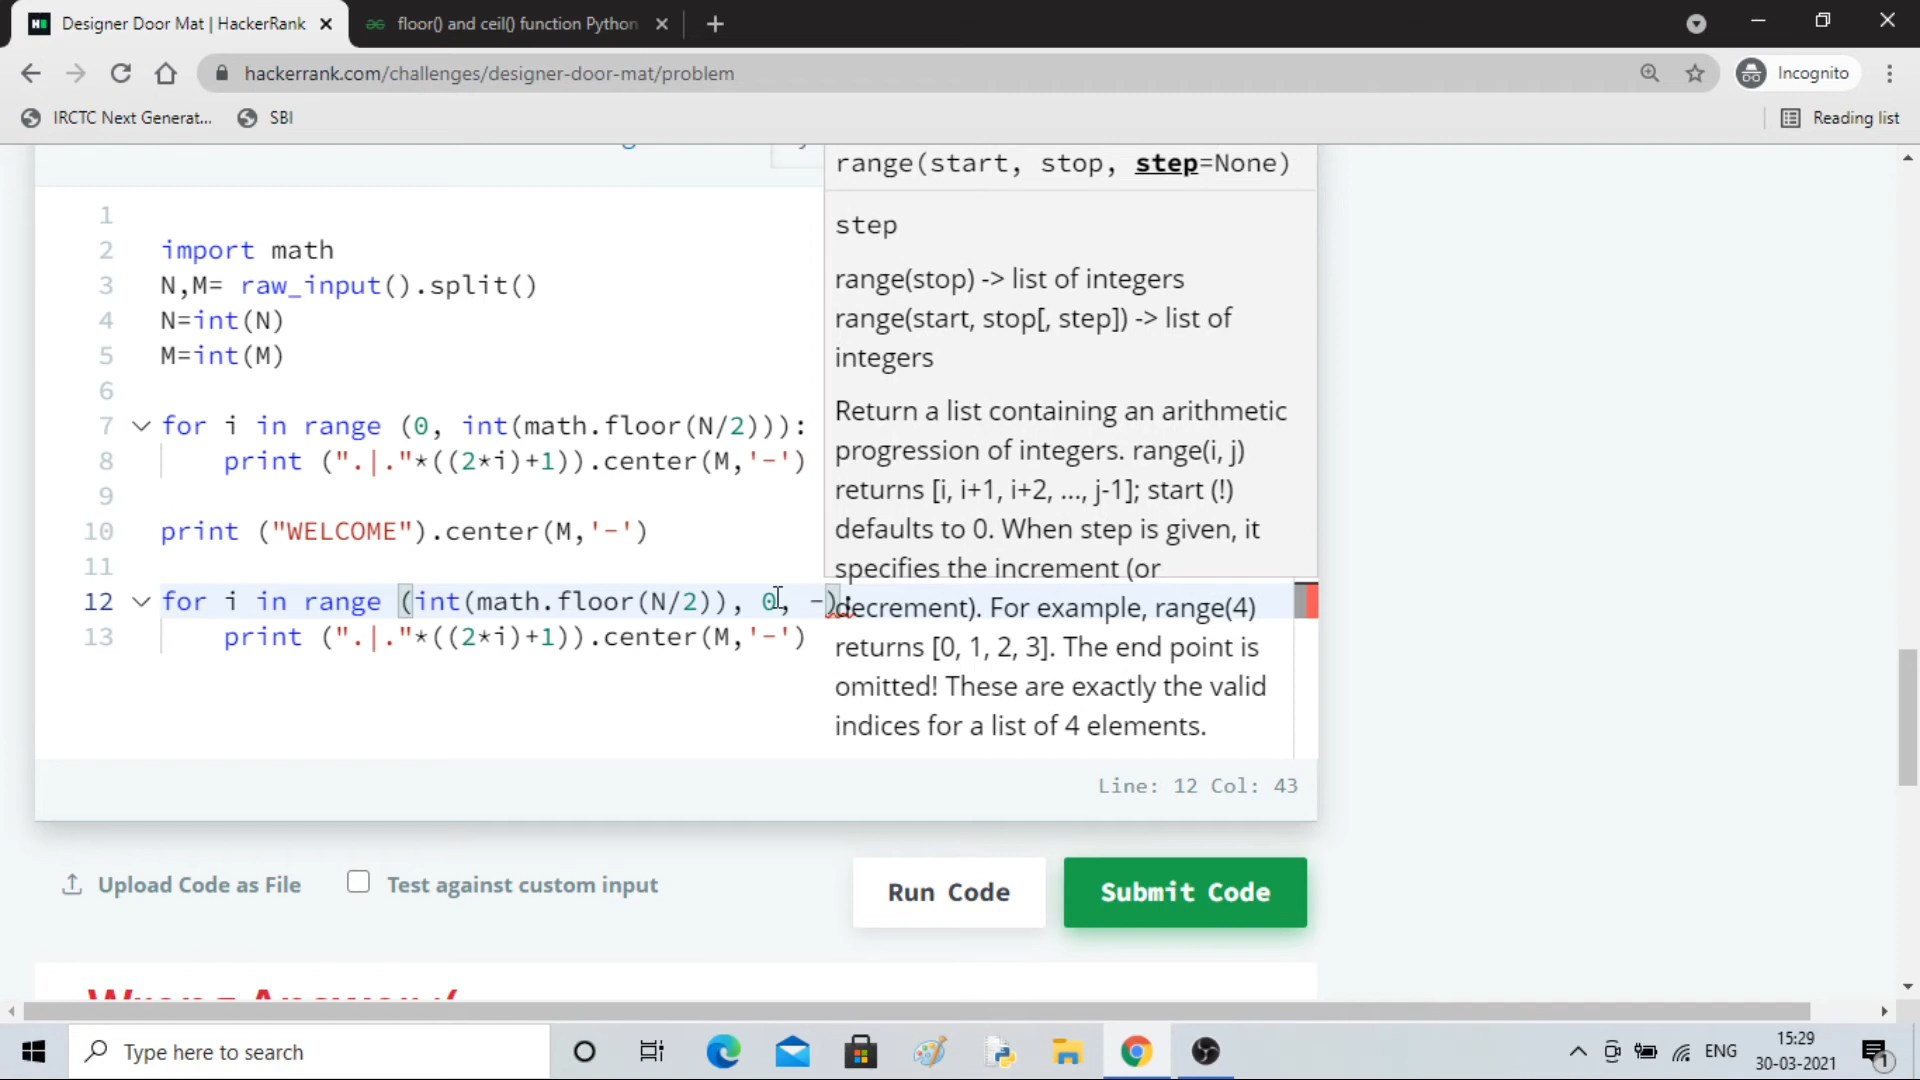 Designer Door Mat | HackerRank
floor() and ceil() function Python
hackerrank.com/challenges/designer-door-mat/problem
Incognito
IRCTC Next Generat...
SBI
Reading list
range(start, stop, step=None)
step
range(stop) -> list of integers
range(start, stop[, step]) -> list of
integers
Return a list containing an arithmetic
progression of integers. range(i, j)
returns [i, i+1, i+2, ..., j-1]; start (!)
defaults to 0. When step is given, it
specifies the increment (or
decrement). For example, range(4)
returns [0, 1, 2, 3]. The end point is
omitted! These are exactly the valid
indices for a list of 4 elements.
1
2 import math
3 N,M= raw_input().split()
4 N=int(N)
5 M=int(M)
6
7 for i in range (0, int(math.floor(N/2))):
8 print (".|."*((2*i)+1)).center(M,'-')
9
10 print ("WELCOME").center(M,'-')
11
12 for i in range (int(math.floor(N/2)), 0, -):
13 print (".|."*((2*i)+1)).center(M,'-')
Line: 12 Col: 43
Upload Code as File
Test against custom input
Run Code
Submit Code
Wrong Answer :(
Type here to search
ENG
15:29
30-03-2021
1